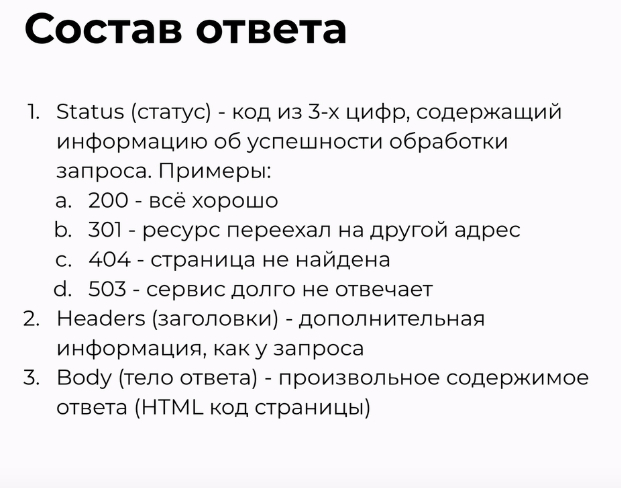 Состав ответа
1. Status (статус) - код из 3-х цифр, содержащий
информацию об успешности обработки
запроса. Примеры:
a. 200 - всё хорошо
b. 301 - ресурс переехал на другой адрес
c. 404 - страница не найдена
d. 503 - сервис долго не отвечает
2. Headers (заголовки) - дополнительная
информация, как у запроса
3. Body (тело ответа) - произвольное содержимое
ответа (HTML код страницы)